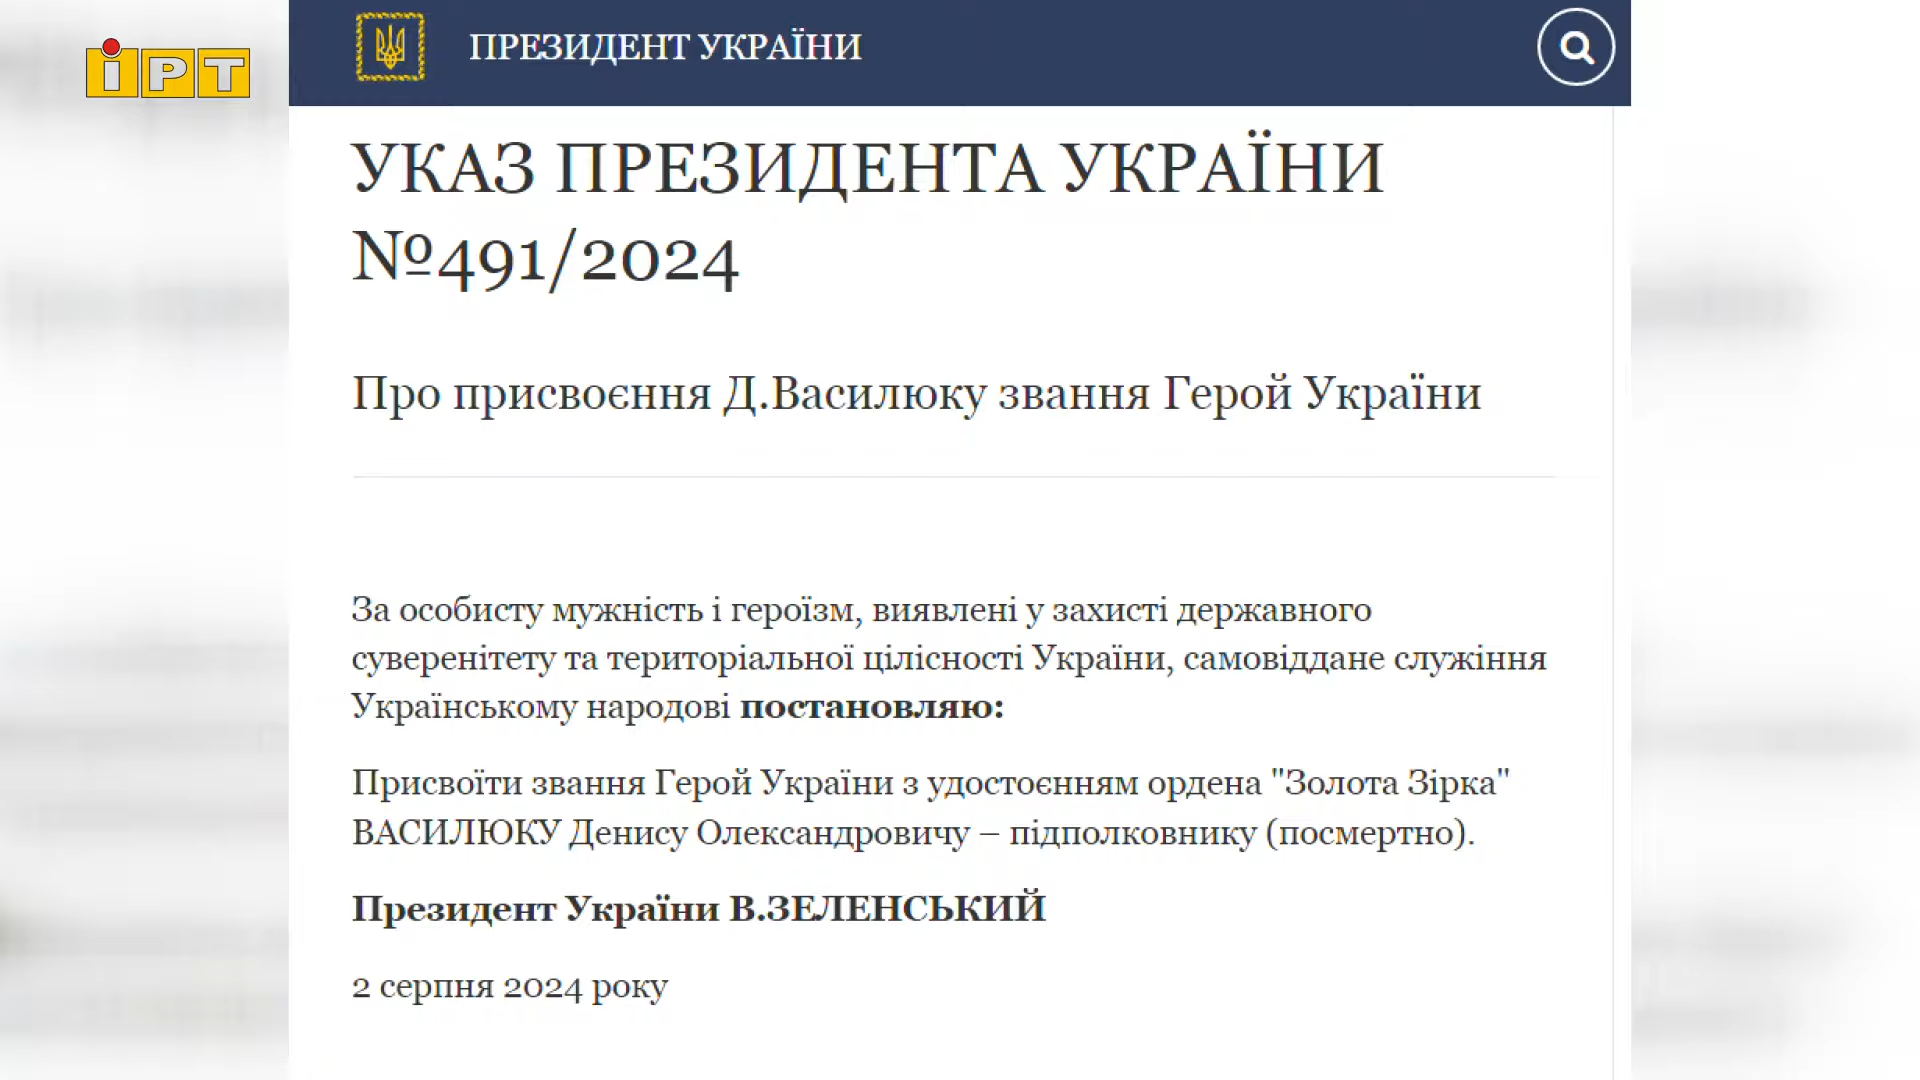 іРТ
ПРЕЗИДЕНТ УКРАЇНИ
УКАЗ ПРЕЗИДЕНТА УКРАЇНИ
№491/2024
Про присвоєння Д.Василюку звання Герой України
За особисту мужність і героїзм, виявлені у захисті державного
суверенітету та територіальної цілісності України, самовіддане служіння
Українському народові постановляю:
Присвоїти звання Герой України з удостоєнням ордена "Золота Зірка"
ВАСИЛЮКУ Денису Олександровичу – підполковнику (посмертно).
Президент України В.ЗЕЛЕНСЬКИЙ
2 серпня 2024 року